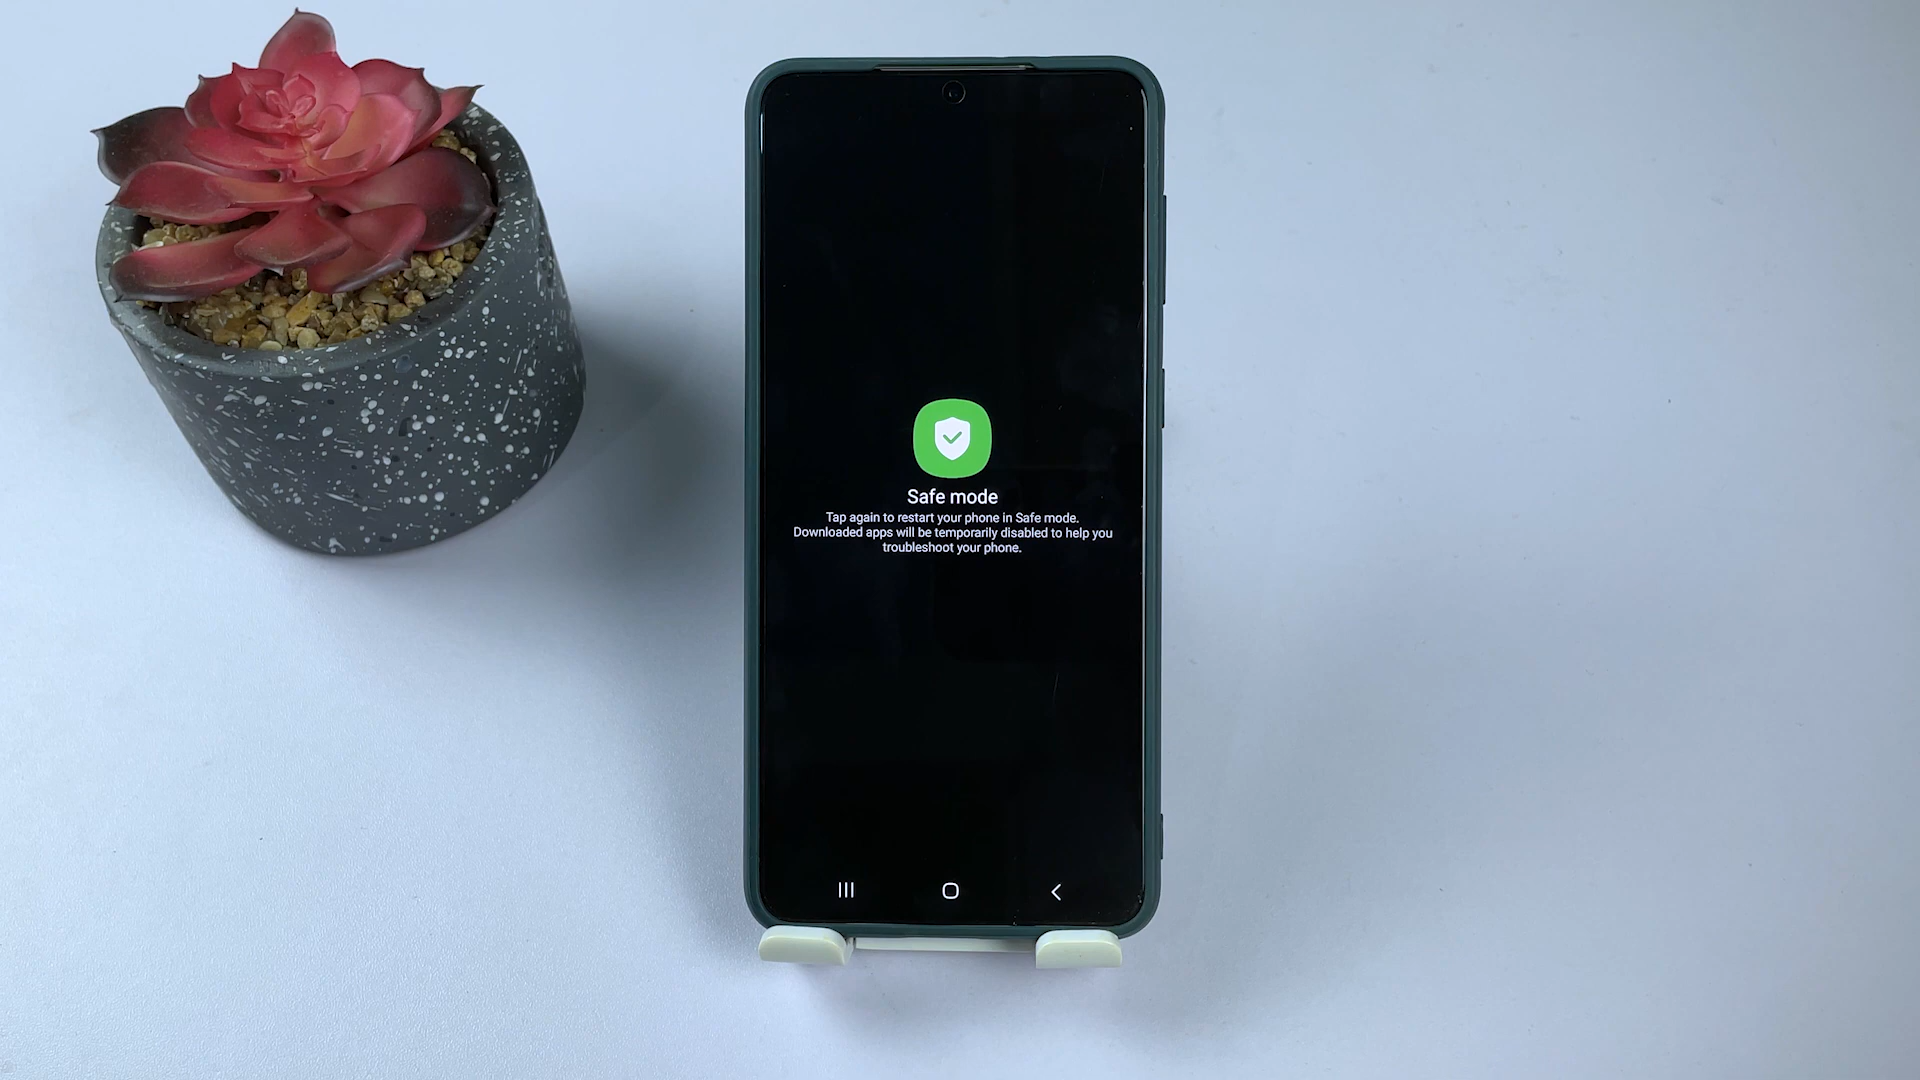 Safe mode
Tap again to restart your phone in Safe mode.
Downloaded apps will be temporarily disabled to help you
troubleshoot your phone.